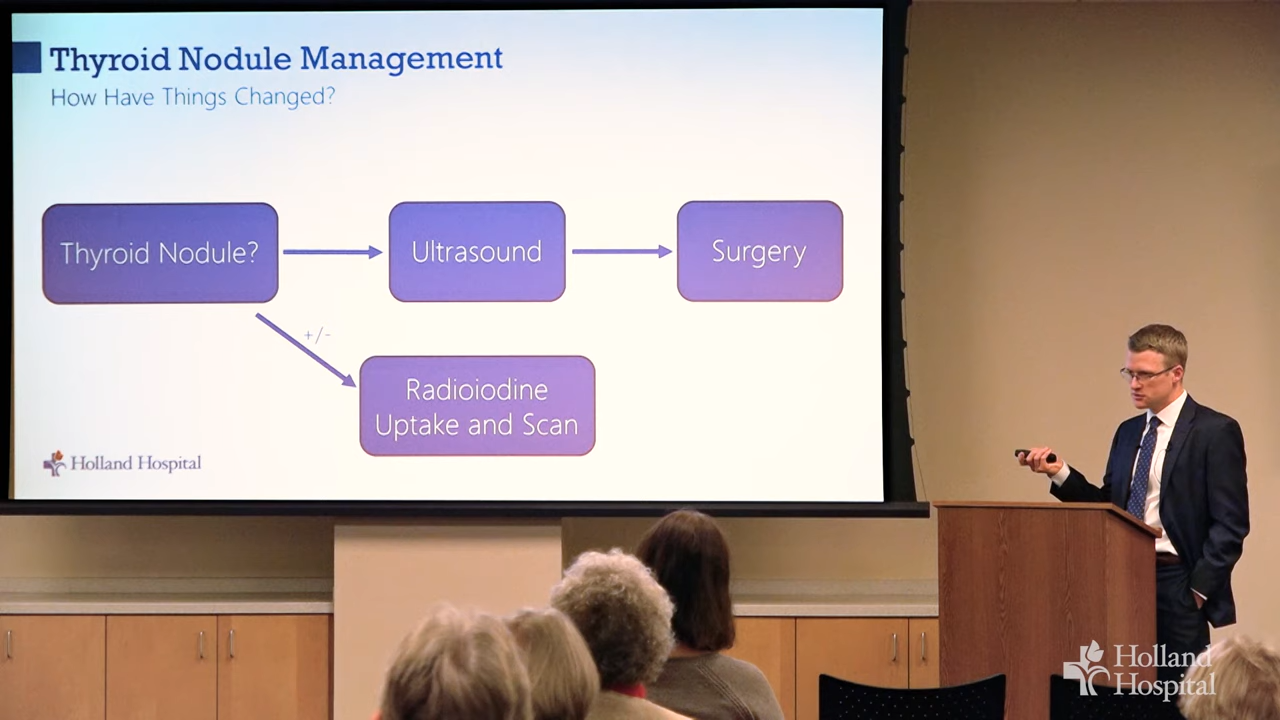 Thyroid Nodule Management
How Have Things Changed?
Thyroid Nodule?
Ultrasound
Surgery
+/-
Radioiodine
Uptake and Scan
Holland Hospital
Holland
Hospital